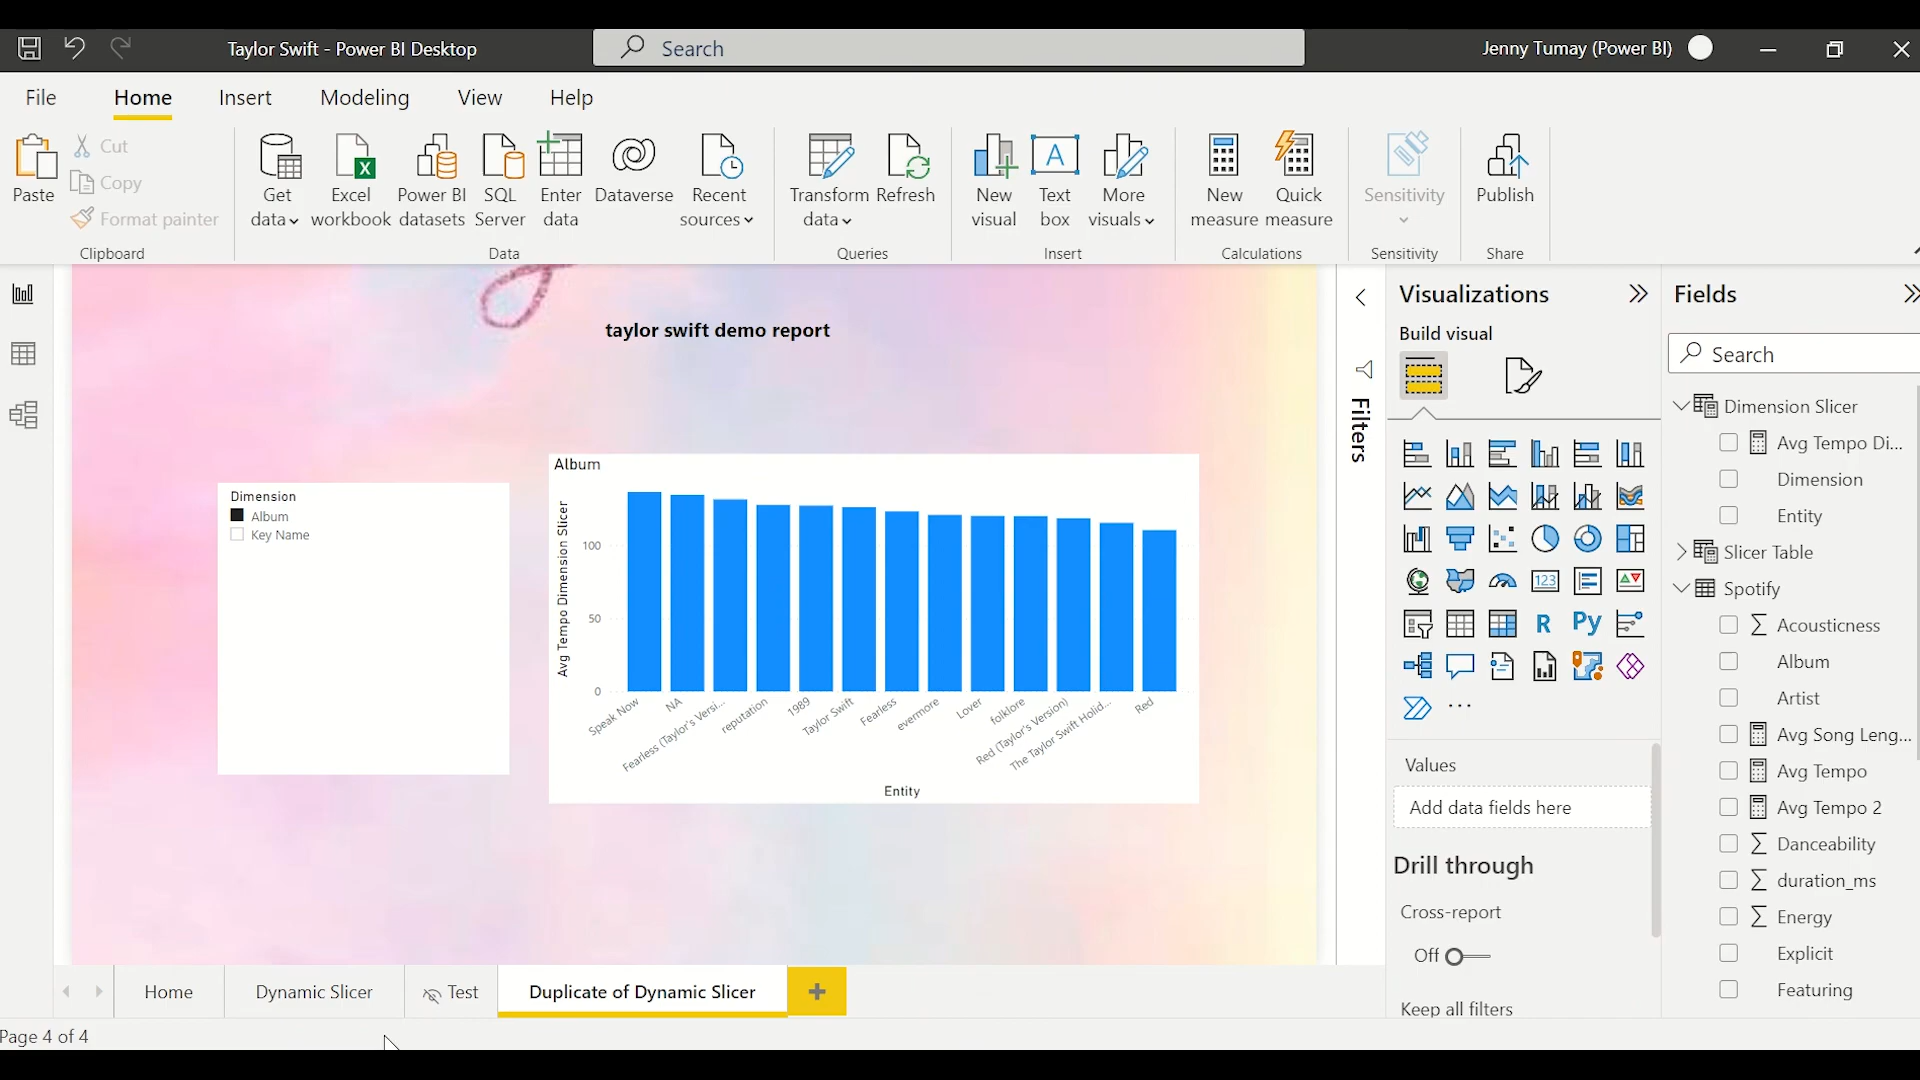 Taylor Swift - Power BI Desktop
Search
Jenny Tumay (Power BI)
File Home Insert Modeling View Help
Paste
Cut
Copy
Format painter
Clipboard
Get data
Excel workbook
Power BI datasets
SQL Server
Enter data
Dataverse
Recent sources
Data
Transform data
Refresh
Queries
New visual
Text box
A
More visuals
Insert
New measure
Quick measure
Calculations
Sensitivity
Sensitivity
Publish
Share
taylor swift demo report
Dimension
Album
Key Name
Album
Avg Tempo Dimension Slicer
100
50
0
Speak Now
NA
Fearless (Taylor's Versi...
reputation
1989
Taylor Swift
Fearless
evermore
Lover
folklore
Red (Taylor's Version)
The Taylor Swift Holid...
Red
Entity
Filters
Visualizations
Build visual
123
R
Py
...
Values
Add data fields here
Drill through
Cross-report
Off
Keep all filters
Fields
Search
Dimension Slicer
Avg Tempo Di...
Dimension
Entity
Slicer Table
Spotify
Acousticness
Album
Artist
Avg Song Leng...
Avg Tempo
Avg Tempo 2
Danceability
duration_ms
Energy
Explicit
Featuring
Home
Dynamic Slicer
Test
Duplicate of Dynamic Slicer
Page 4 of 4